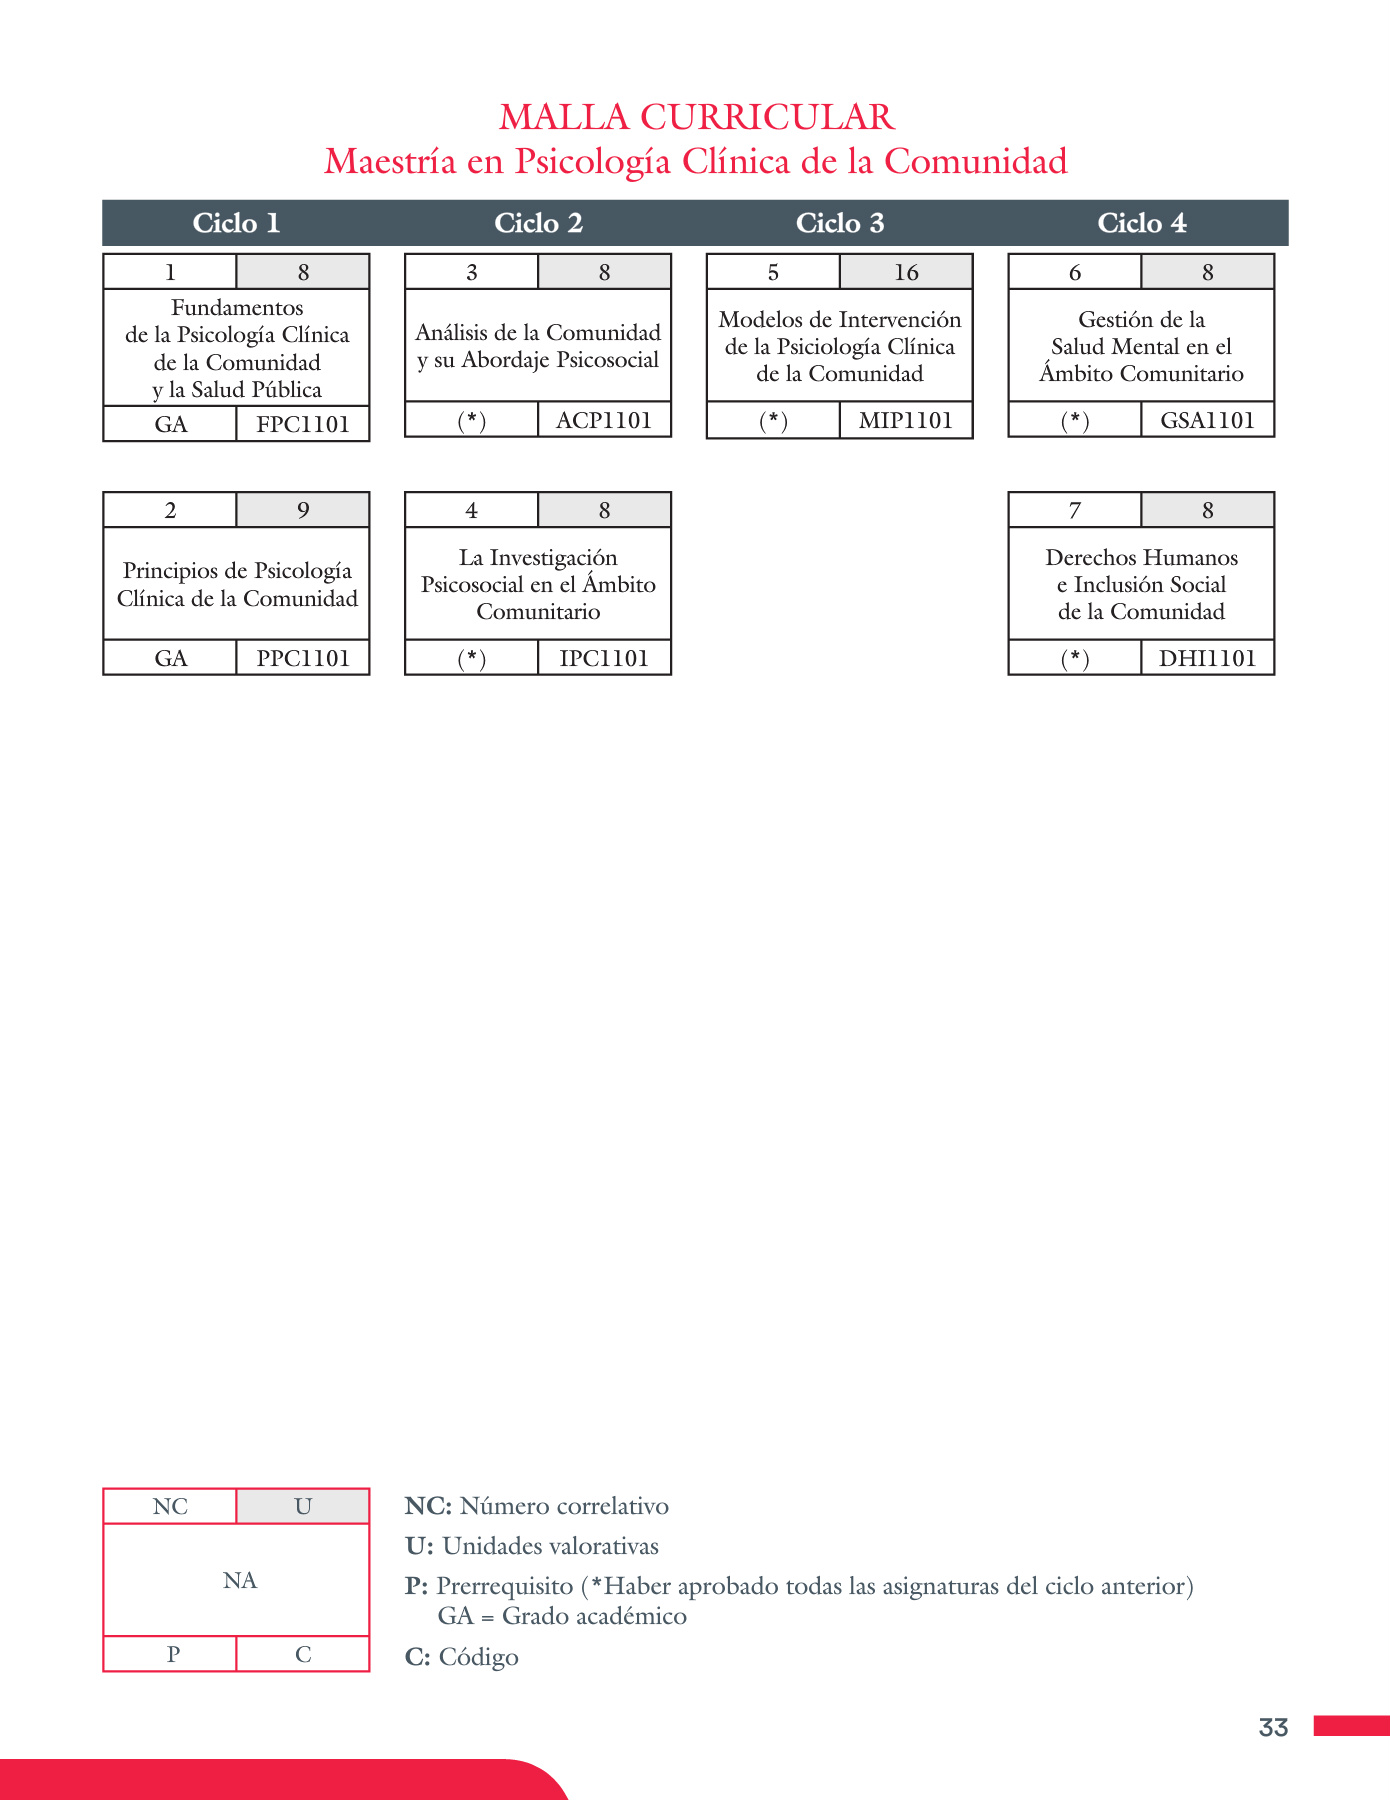 MALLA CURRICULAR
Maestría en Psicología Clínica de la Comunidad
Ciclo 1 Ciclo 2 Ciclo 3 Ciclo 4
1 8
Fundamentos
de la Psicología Clínica
de la Comunidad
y la Salud Pública
GA FPC1101
3 8
Análisis de la Comunidad
y su Abordaje Psicosocial
(*) ACP1101
5 16
Modelos de Intervención
de la Psiciología Clínica
de la Comunidad
(*) MIP1101
6 8
Gestión de la
Salud Mental en el
Ámbito Comunitario
(*) GSA1101
2 9
Principios de Psicología
Clínica de la Comunidad
GA PPC1101
4 8
La Investigación
Psicosocial en el Ámbito
Comunitario
(*) IPC1101
7 8
Derechos Humanos
e Inclusión Social
de la Comunidad
(*) DHI1101
NC U
NA
P C
NC: Número correlativo
U: Unidades valorativas
P: Prerrequisito (*Haber aprobado todas las asignaturas del ciclo anterior)
GA = Grado académico
C: Código
33